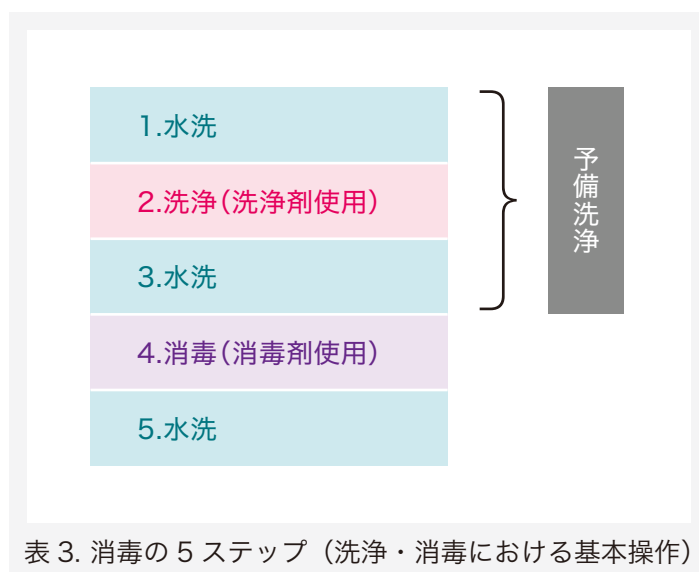 1.水洗
2.洗浄（洗浄剤使用）
3.水洗
予備洗浄
4.消毒（消毒剤使用）
5.水洗
表 3. 消毒の 5 ステップ（洗浄・消毒における基本操作）